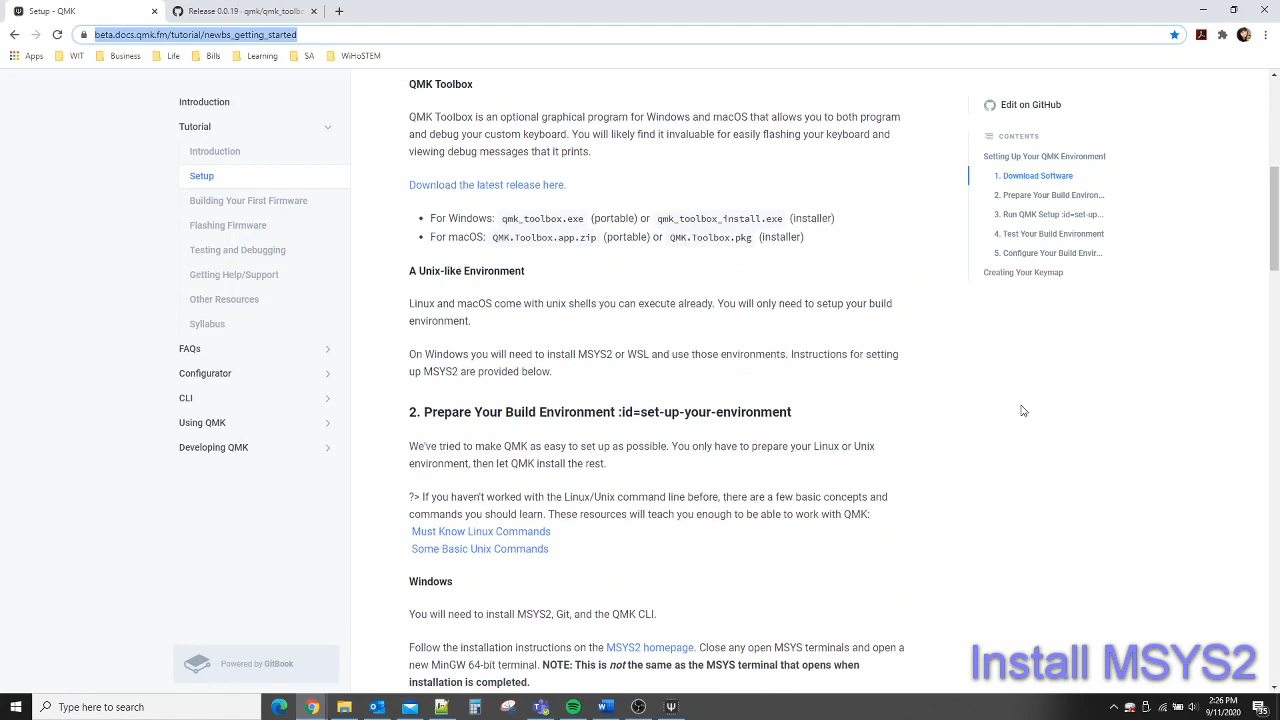 Setup - QMK
Release 0.0.19 - qmk_toolbo
beta.docs.qmk.fm/tutorial/newbs_getting_started
Apps
WIT
Business
Life
Bills
Learning
SA
WiHoSTEM
Introduction
Tutorial
Introduction
Setup
Building Your First Firmware
Flashing Firmware
Testing and Debugging
Getting Help/Support
Other Resources
Syllabus
FAQs
Configurator
CLI
Using QMK
Developing QMK
Powered by GitBook
QMK Toolbox
QMK Toolbox is an optional graphical program for Windows and macOS that allows you to both program
and debug your custom keyboard. You will likely find it invaluable for easily flashing your keyboard and
viewing debug messages that it prints.
Download the latest release here.
• For Windows: qmk_toolbox.exe (portable) or qmk_toolbox_install.exe (installer)
• For macOS: QMK.Toolbox.app.zip (portable) or QMK.Toolbox.pkg (installer)
A Unix-like Environment
Linux and macOS come with unix shells you can execute already. You will only need to setup your build
environment.
On Windows you will need to install MSYS2 or WSL and use those environments. Instructions for setting
up MSYS2 are provided below.
2. Prepare Your Build Environment :id=set-up-your-environment
We've tried to make QMK as easy to set up as possible. You only have to prepare your Linux or Unix
environment, then let QMK install the rest.
?> If you haven't worked with the Linux/Unix command line before, there are a few basic concepts and
commands you should learn. These resources will teach you enough to be able to work with QMK:
Must Know Linux Commands
Some Basic Unix Commands
Windows
You will need to install MSYS2, Git, and the QMK CLI.
Follow the installation instructions on the MSYS2 homepage. Close any open MSYS terminals and open a
new MinGW 64-bit terminal. NOTE: This is not the same as the MSYS terminal that opens when
installation is completed.
Edit on GitHub
CONTENTS
Setting Up Your QMK Environment
1. Download Software
2. Prepare Your Build Environ...
3. Run QMK Setup :id=set-up...
4. Test Your Build Environment
5. Configure Your Build Envir...
Creating Your Keymap
Install MSYS2
Type here to search
2:26 PM
9/11/2020